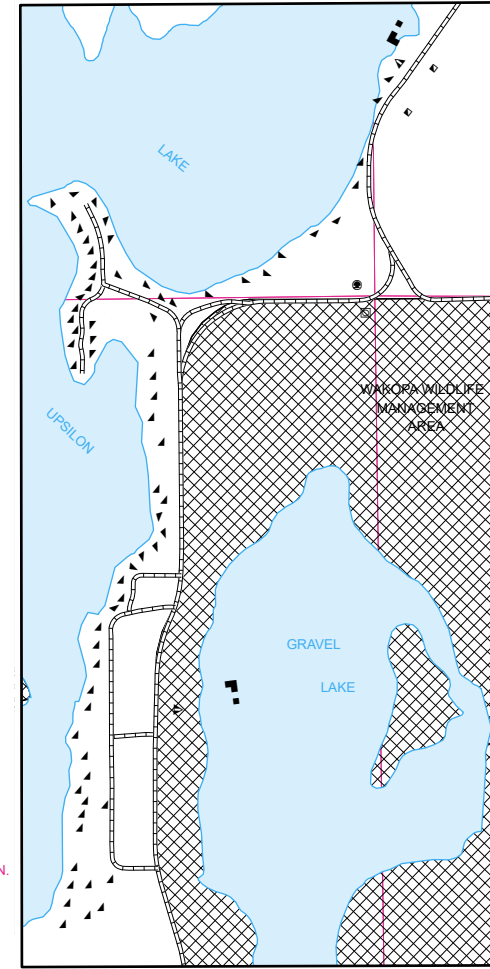 LAKE
WAKOPA WILDLIFE
MANAGEMENT
AREA
UPSILON
GRAVEL
LAKE
N.